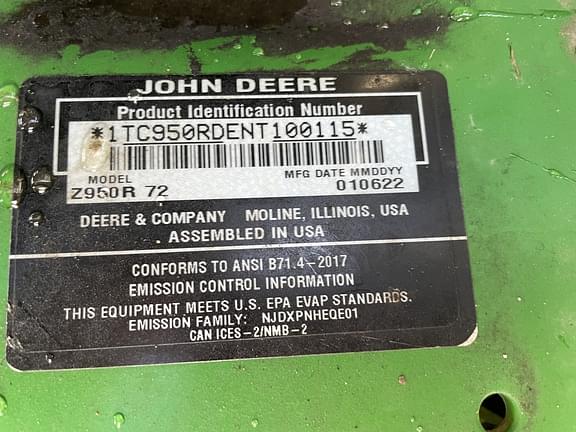 JOHN DEERE
Product Identification Number
*1TC950RDENT100115*
MODEL MFG DATE MMDDYY
Z950R 72 010622
DEERE & COMPANY MOLINE, ILLINOIS, USA
ASSEMBLED IN USA
CONFORMS TO ANSI B71.4-2017
EMISSION CONTROL INFORMATION
THIS EQUIPMENT MEETS U.S. EPA EVAP STANDARDS.
EMISSION FAMILY: NJDXPNHEQE01
CAN ICES-2/NMB-2